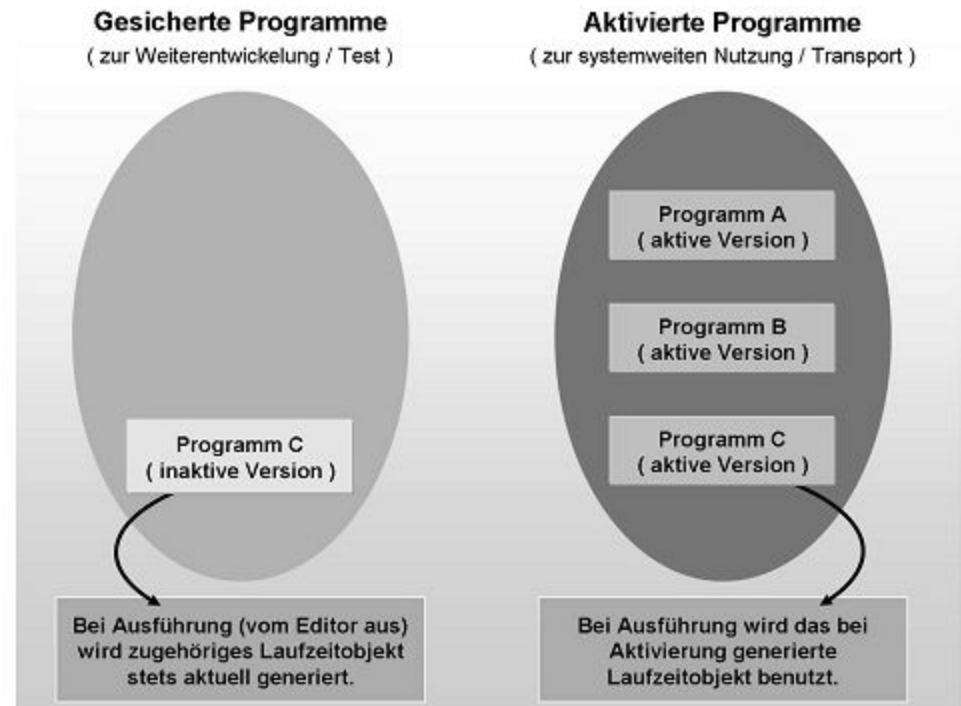 Gesicherte Programme
( zur Weiterentwickelung / Test )
Programm C
( inaktive Version )
Bei Ausführung (vom Editor aus)
wird zugehöriges Laufzeitobjekt
stets aktuell generiert.
Aktivierte Programme
( zur systemweiten Nutzung / Transport )
Programm A
( aktive Version )
Programm B
( aktive Version )
Programm C
( aktive Version )
Bei Ausführung wird das bei
Aktivierung generierte
Laufzeitobjekt benutzt.